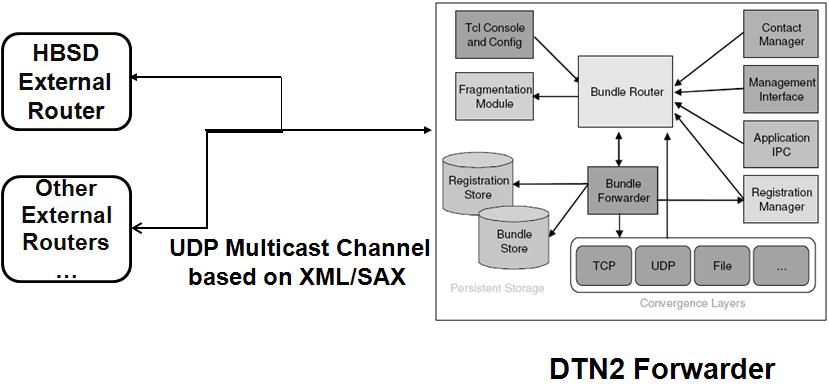 HBSD
External
Router
Other
External
Routers
...
UDP Multicast Channel
based on XML/SAX
Tcl Console
and Config
Fragmentation
Module
Bundle Router
Contact
Manager
Management
Interface
Application
IPC
Registration
Manager
Registration
Store
Bundle
Store
Bundle
Forwarder
TCP
UDP
File
...
Persistent Storage
Convergence Layers
DTN2 Forwarder